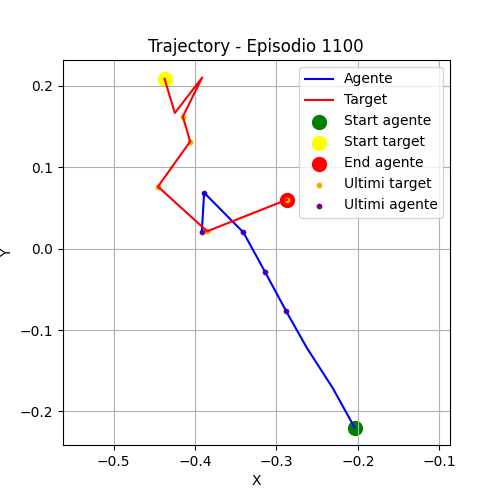 Trajectory - Episodio 1100
Agente
Target
Start agente
Start target
End agente
Ultimi target
Ultimi agente
Y
0.2
0.1
0.0
−0.1
−0.2
−0.5
−0.4
−0.3
−0.2
−0.1
X